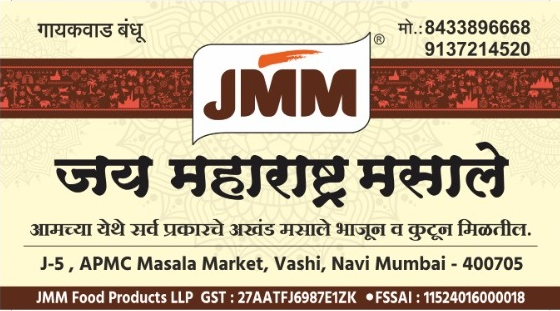 गायकवाड बंधू
मो.:8433896668
9137214520
JMM®
जय महाराष्ट्र मसाले
आमच्या येथे सर्व प्रकारचे अखंड मसाले भाजून व कुटून मिळतील.
J-5 , APMC Masala Market, Vashi, Navi Mumbai - 400705
JMM Food Products LLP GST : 27AATFJ6987E1ZK •FSSAI : 11524016000018